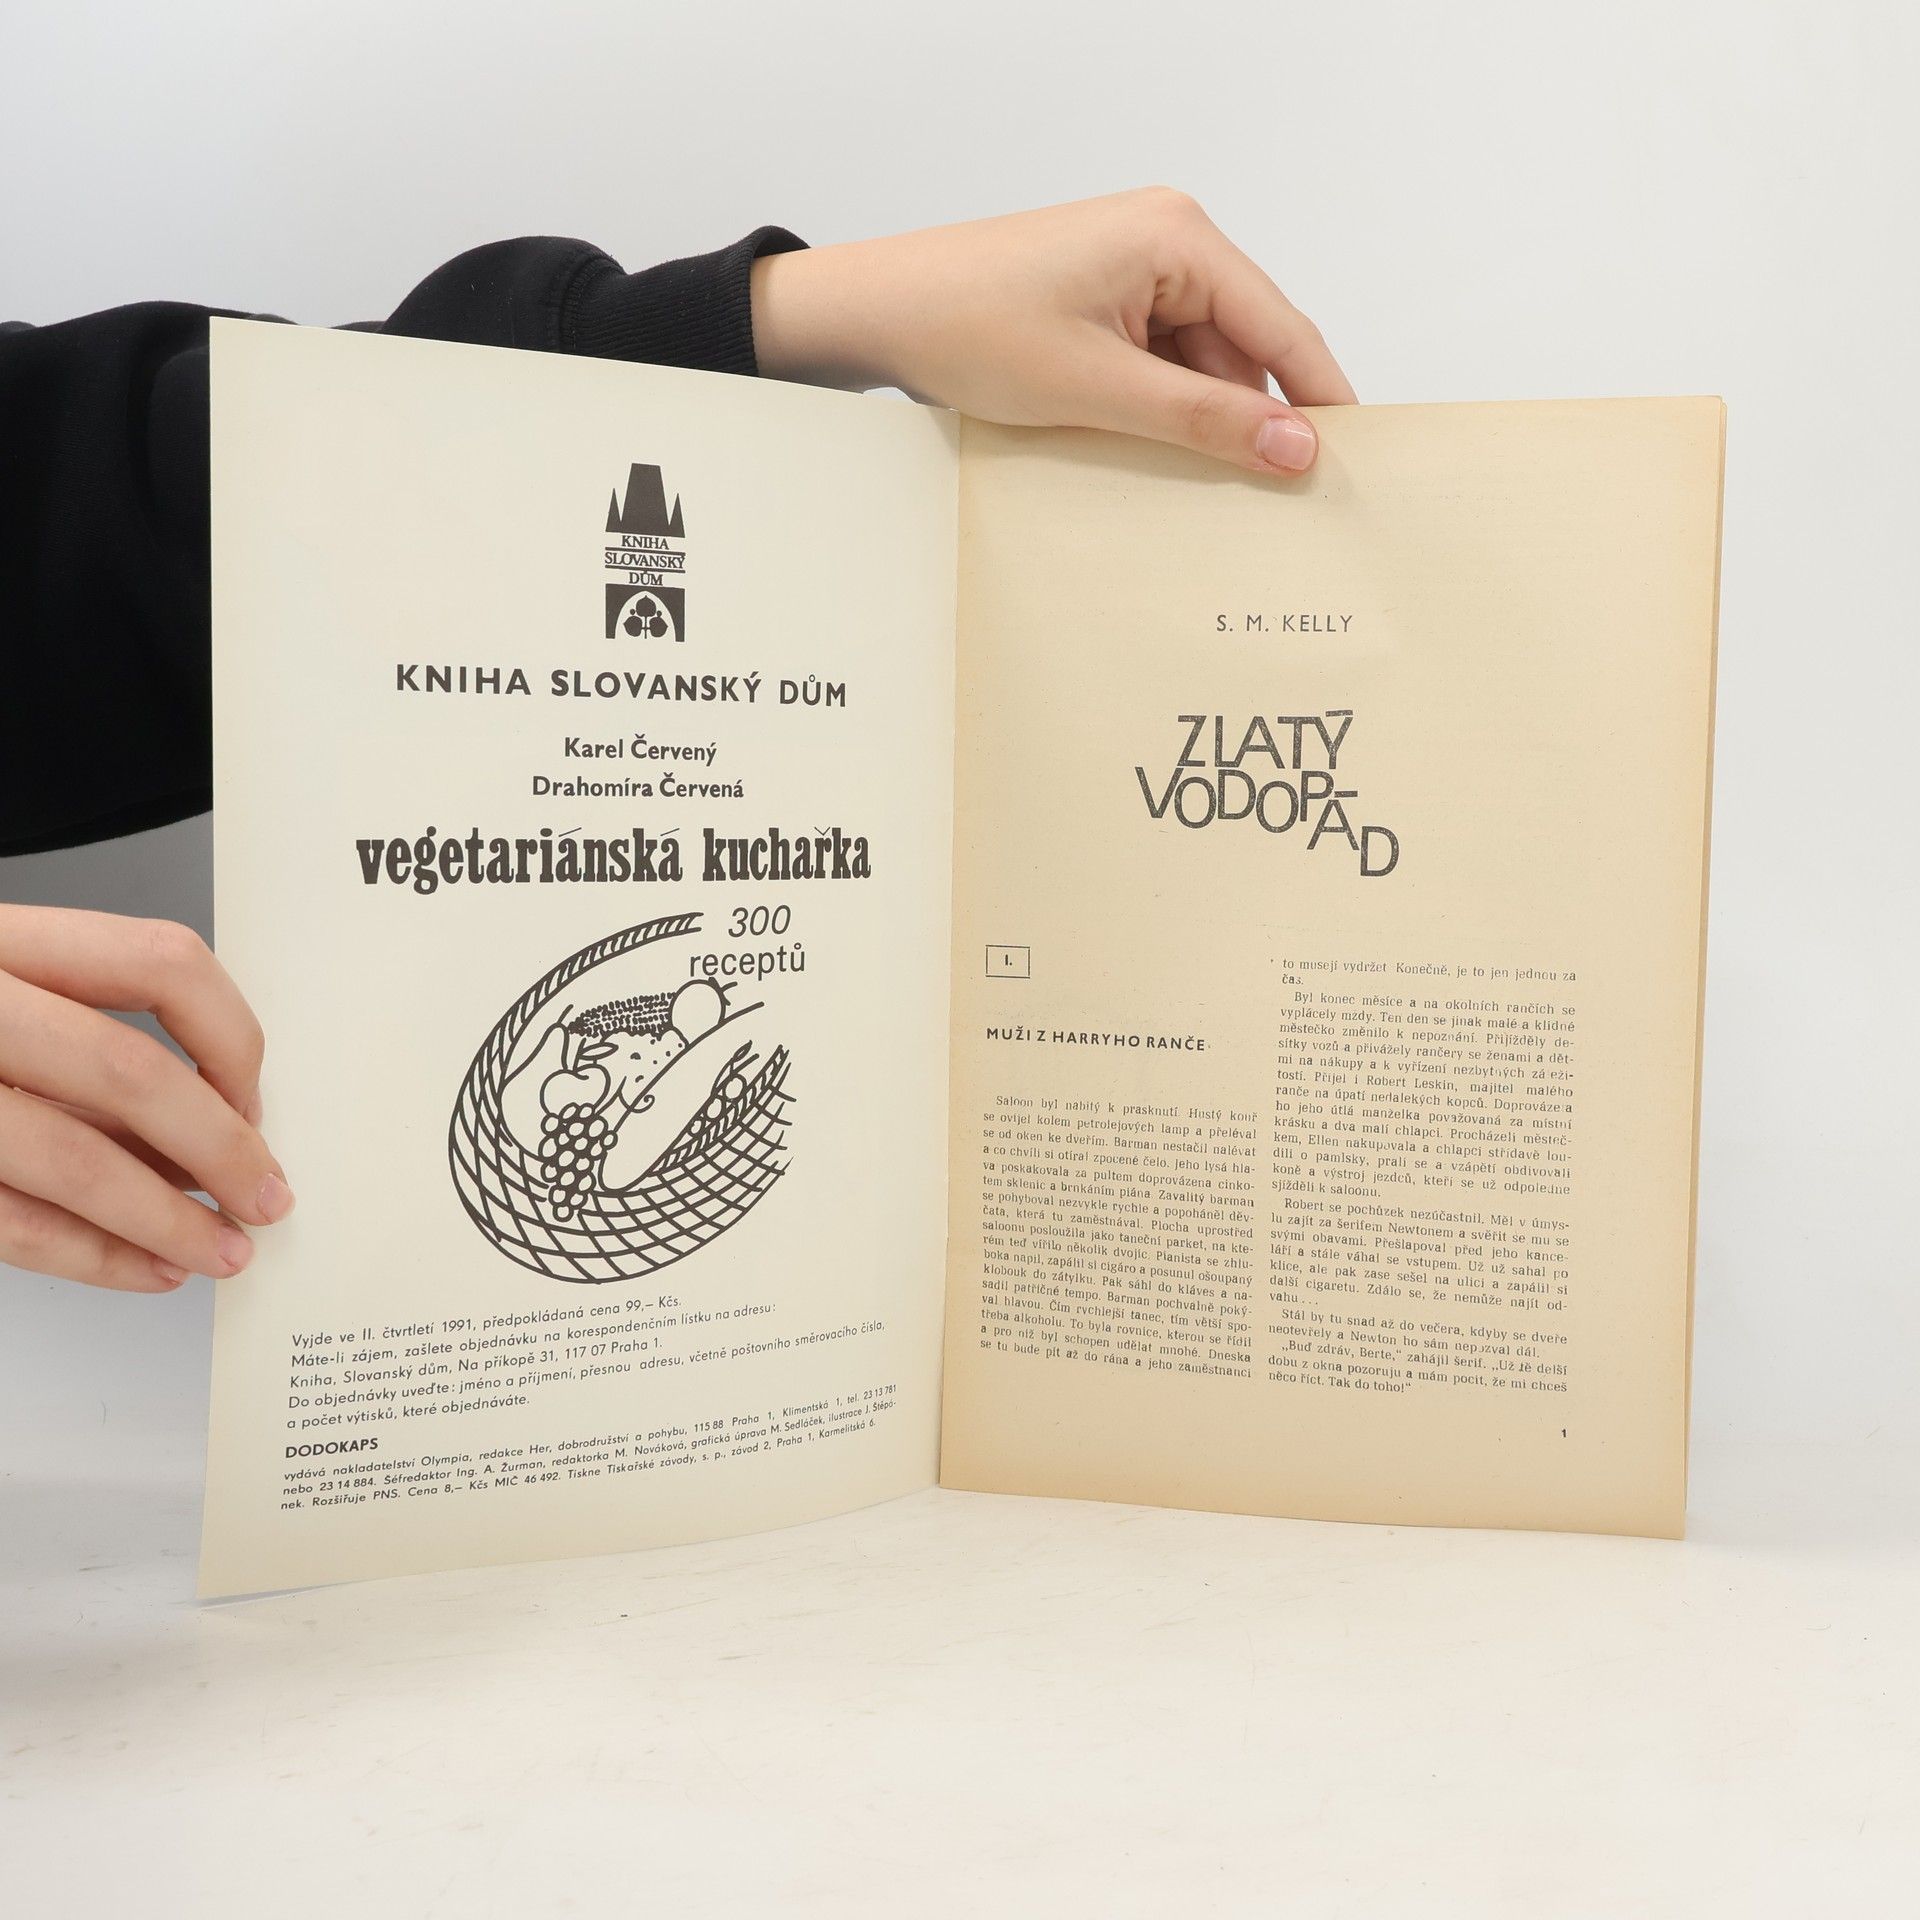 KNIHA
SLOVANSKÝ
DŮM
KNIHA SLOVANSKÝ DŮM
Karel Červený
Drahomíra Červená
vegetariánská kuchařka
300
receptů
Vyjde ve II. čtvrtletí 1991, předpokládaná cena 99,– Kčs.
Máte-li zájem, zašlete objednávku na korespondenčním lístku na adresu:
Kniha, Slovanský dům, Na příkopě 31, 117 07 Praha 1.
Do objednávky uveďte: jméno a příjmení, přesnou adresu, včetně poštovního směrovacího čísla,
a počet výtisků, které objednáváte.
DODOKAPS
vydává nakladatelství Olympia, redakce Her, dobrodružství a pohybu, 115 88 Praha 1, Klimentská 1, tel. 23 13 781
nebo 23 14 884. Šéfredaktor Ing. A. Žurman, redaktorka M. Nováková, grafická úprava M. Sedláček, ilustrace J. Štěpá-
nek. Rozšiřuje PNS. Cena 8,– Kčs MIČ 46 492. Tiskne Tiskařské závody, s. p., závod 2, Praha 1, Karmelitská 6.
S. M. KELLY
ZLATÝ
VODOPÁD
I.
MUŽI Z HARRYHO RANČE
Saloon byl nabitý k prasknutí. Hustý kouř
se ovíjel kolem petrolejových lamp a přeléval
se od oken ke dveřím. Barman nestačil nalévat
a co chvíli si otíral zpocené čelo. Jeho lysá hla-
va poskakovala za pultem doprovázena cinko-
tem sklenic a brnkáním piána. Zavalitý barman
se pohyboval nezvykle rychle a popoháněl děv-
čata, která tu zaměstnával. Plocha uprostřed
saloonu posloužila jako taneční parket, na kte-
rém teď vířilo několik dvojic. Pianista se zhlu-
boka napil, zapálil si cigáro a posunul ošoupaný
klobouk do zátylku. Pak sáhl do kláves a na-
sadil patřičné tempo. Barman pochvalně poký-
val hlavou. Čím rychlejší tanec, tím větší spo-
třeba alkoholu. To byla rovnice, kterou se řídil
a pro niž byl schopen udělat mnohé. Dneska
se tu bude pít až do rána a jeho zaměstnanci
to musejí vydržet Konečně, je to jen jednou za
čas.
Byl konec měsíce a na okolních rančích se
vyplácely mzdy. Ten den se jinak malé a klidné
městečko změnilo k nepoznání. Přijížděly de-
sítky vozů a přivážely rančery se ženami a dět-
mi na nákupy a k vyřízení nezbytných záleži-
tostí. Přijel i Robert Leskin, majitel malého
ranče na úpatí nedalekých kopců. Doprovázela
ho jeho útlá manželka považovaná za místní
krásku a dva malí chlapci. Procházeli městeč-
kem, Ellen nakupovala a chlapci střídavě lou-
dili o pamlsky, prali se a vzápětí obdivovali
koně a výstroj jezdců, kteří se už odpoledne
sjížděli k saloonu.
Robert se pochůzek nezúčastnil. Měl v úmys-
lu zajít za šerifem Newtonem a svěřit se mu se
svými obavami. Přešlapoval před jeho kance-
láří a stále váhal se vstupem. Už už sahal po
klice, ale pak zase sešel na ulici a zapálil si
další cigaretu. Zdálo se, že nemůže najít od-
vahu ...
Stál by tu snad až do večera, kdyby se dveře
neotevřely a Newton ho sám nepozval dál.
„Buď zdráv, Berte,“ zahájil šerif. „Už tě delší
dobu z okna pozoruju a mám pocit, že mi chceš
něco říct. Tak do toho!“
1